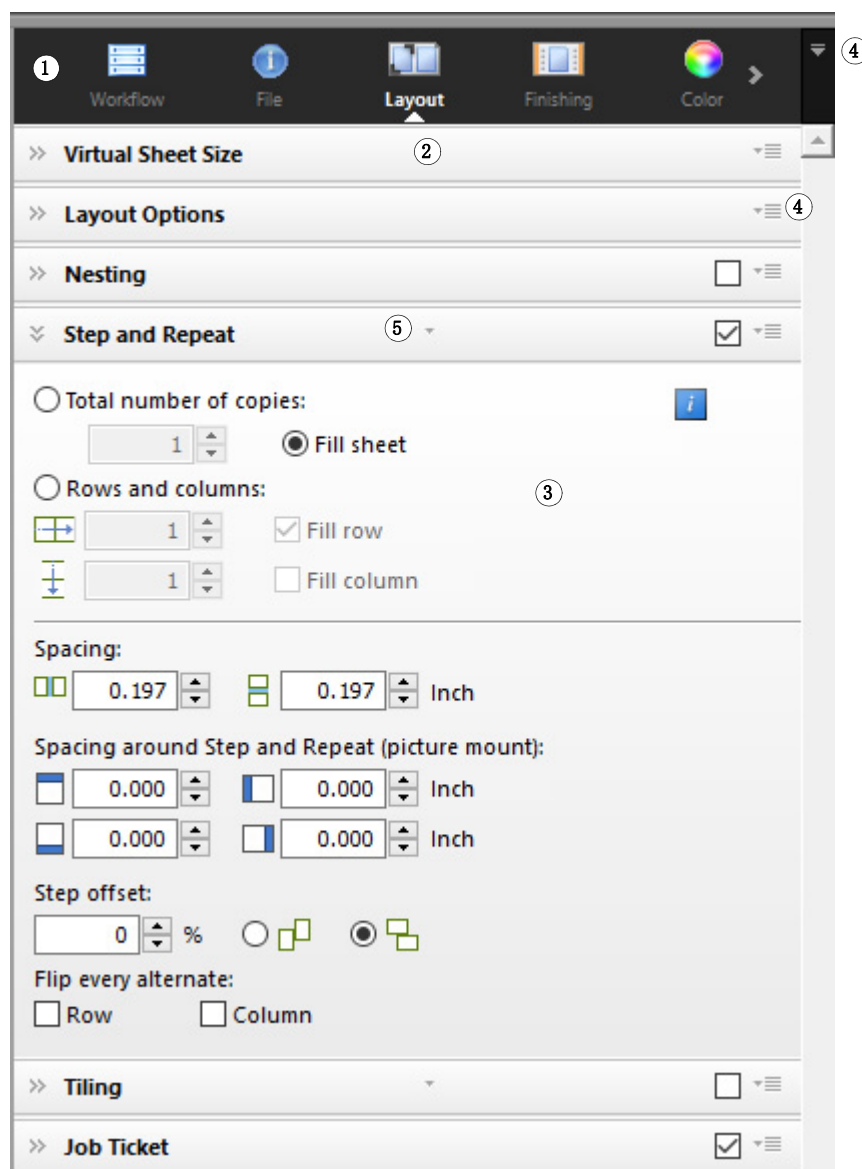 ① Workflow File Layout Finishing Color ④
Virtual Sheet Size ②
Layout Options ④
Nesting
Step and Repeat ⑤
Total number of copies: i
1 Fill sheet
Rows and columns: ③
1 Fill row
1 Fill column
Spacing:
0.197 0.197 Inch
Spacing around Step and Repeat (picture mount):
0.000 0.000 Inch
0.000 0.000 Inch
Step offset:
0 %
Flip every alternate:
Row Column
Tiling
Job Ticket